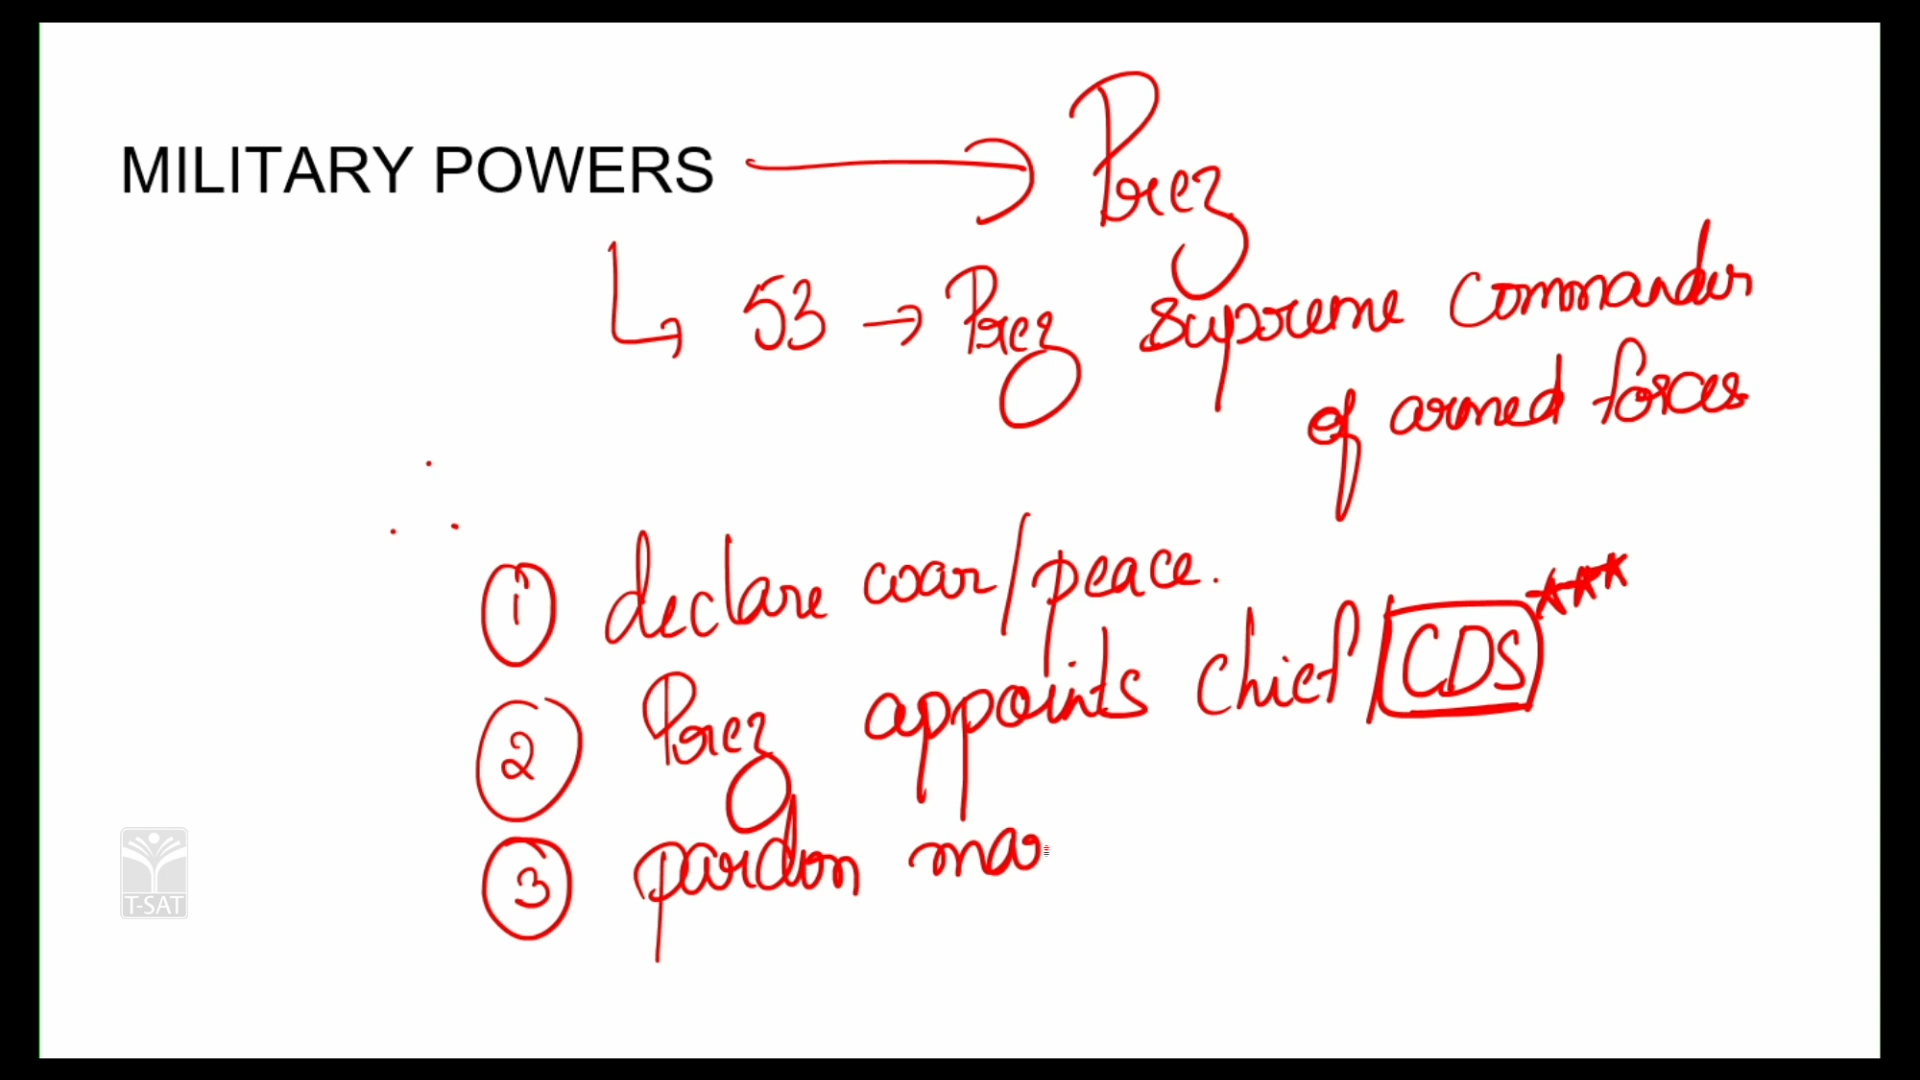 MILITARY POWERS → Prez
↳ 53 → Prez supreme commander
of armed forces
① declare war/peace.
② Prez appoints chief/CDS ***
③ pardon mar
T-SAT